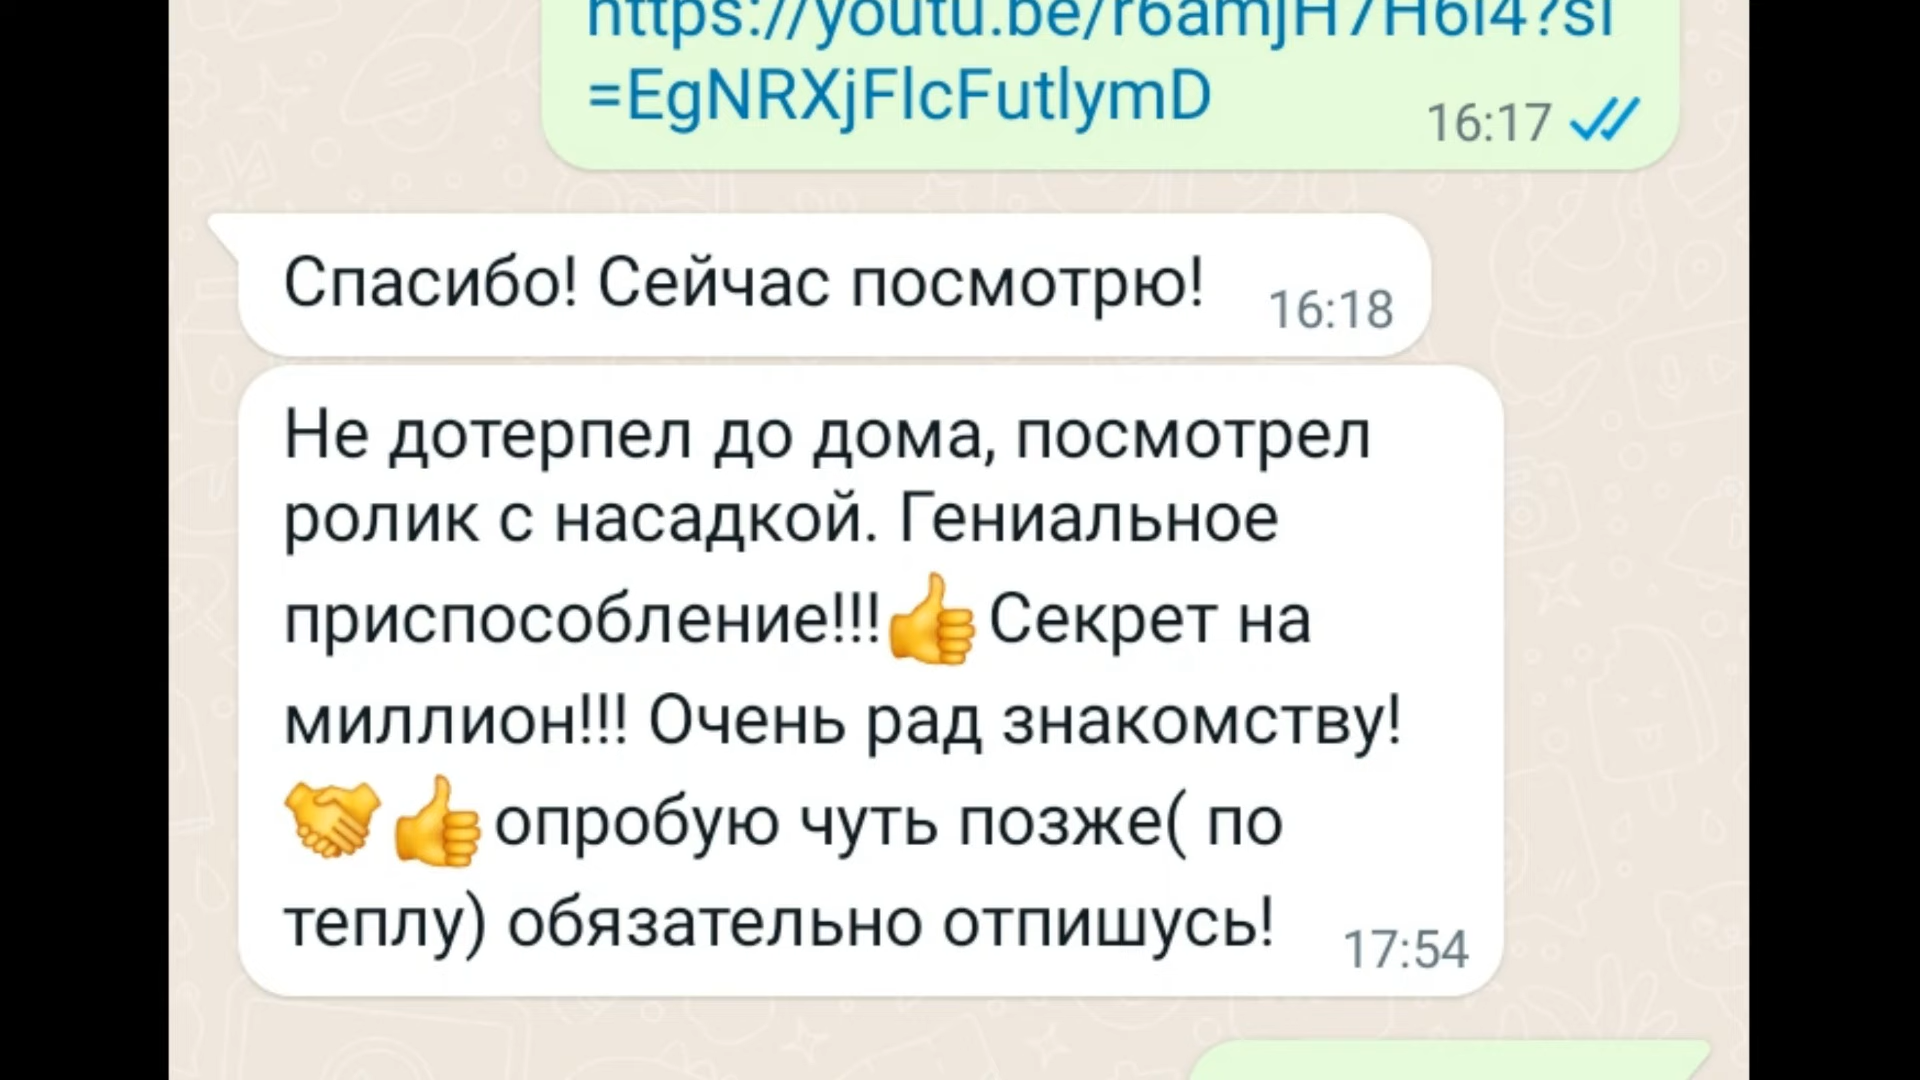 https://youtu.be/r6amjH7H6l4?si
=EgNRXjFlcFutlymD
16:17
Спасибо! Сейчас посмотрю!
16:18
Не дотерпел до дома, посмотрел
ролик с насадкой. Гениальное
приспособление!!!👍Секрет на
миллион!!! Очень рад знакомству!
🤝👍опробую чуть позже( по
теплу) обязательно отпишусь!
17:54